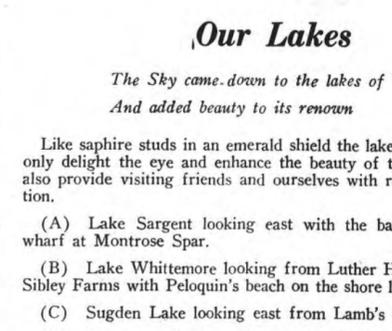 Our Lakes
The Sky came down to the lakes of
And added beauty to its renown
Like saphire studs in an emerald shield the lake
only delight the eye and enhance the beauty of t
also provide visiting friends and ourselves with r
tion.
(A) Lake Sargent looking east with the ba
wharf at Montrose Spar.
(B) Lake Whittemore looking from Luther H
Sibley Farms with Peloquin's beach on the shore l
(C) Sugden Lake looking east from Lamb's